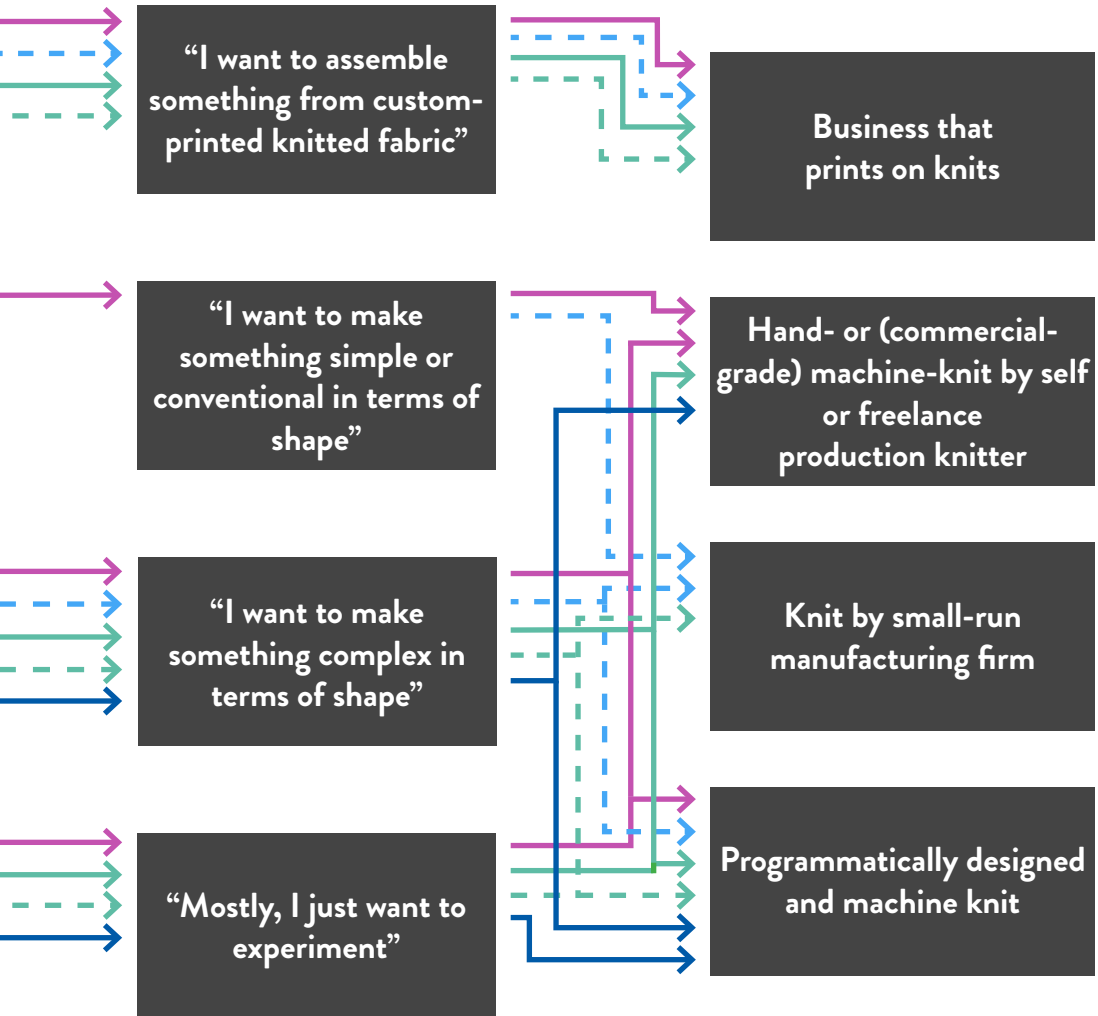 “I want to assemble
something from custom-
printed knitted fabric”
Business that
prints on knits
“I want to make
something simple or
conventional in terms of
shape”
Hand- or (commercial-
grade) machine-knit by self
or freelance
production knitter
“I want to make
something complex in
terms of shape”
Knit by small-run
manufacturing firm
“Mostly, I just want to
experiment”
Programmatically designed
and machine knit